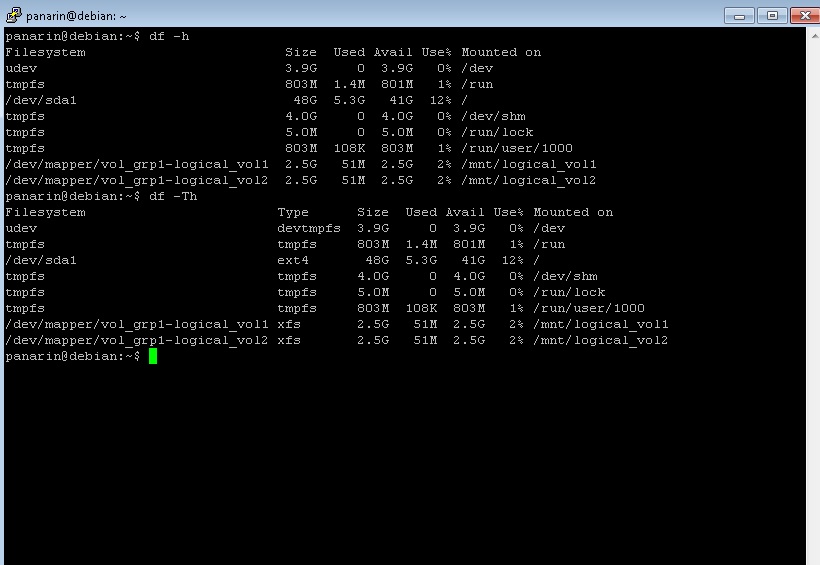 panarin@debian: ~
panarin@debian:~$ df -h
Filesystem                        Size  Used Avail Use% Mounted on
udev                              3.9G     0  3.9G   0% /dev
tmpfs                             803M  1.4M  801M   1% /run
/dev/sda1                          48G  5.3G   41G  12% /
tmpfs                             4.0G     0  4.0G   0% /dev/shm
tmpfs                             5.0M     0  5.0M   0% /run/lock
tmpfs                             803M  108K  803M   1% /run/user/1000
/dev/mapper/vol_grp1-logical_vol1 2.5G   51M  2.5G   2% /mnt/logical_vol1
/dev/mapper/vol_grp1-logical_vol2 2.5G   51M  2.5G   2% /mnt/logical_vol2
panarin@debian:~$ df -Th
Filesystem                        Type      Size  Used Avail Use% Mounted on
udev                              devtmpfs  3.9G     0  3.9G   0% /dev
tmpfs                             tmpfs     803M  1.4M  801M   1% /run
/dev/sda1                         ext4       48G  5.3G   41G  12% /
tmpfs                             tmpfs     4.0G     0  4.0G   0% /dev/shm
tmpfs                             tmpfs     5.0M     0  5.0M   0% /run/lock
tmpfs                             tmpfs     803M  108K  803M   1% /run/user/1000
/dev/mapper/vol_grp1-logical_vol1 xfs       2.5G   51M  2.5G   2% /mnt/logical_vol1
/dev/mapper/vol_grp1-logical_vol2 xfs       2.5G   51M  2.5G   2% /mnt/logical_vol2
panarin@debian:~$